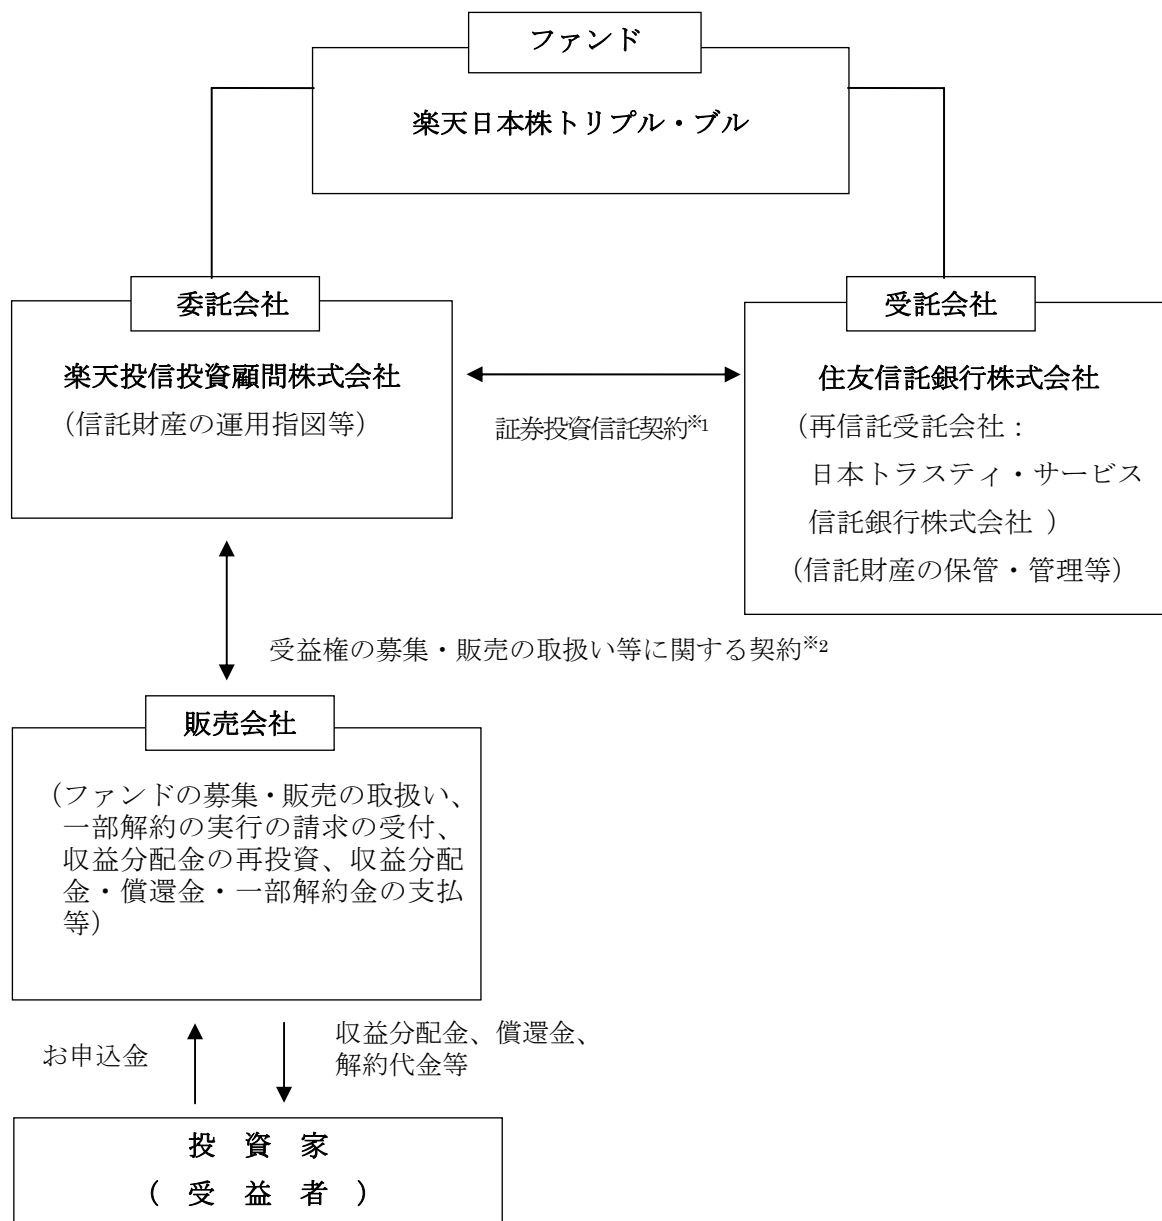 ファンド
楽天日本株トリプル・ブル
委託会社
楽天投信投資顧問株式会社
（信託財産の運用指図等）
証券投資信託契約※1
受託会社
住友信託銀行株式会社
（再信託受託会社：
日本トラスティ・サービス
信託銀行株式会社 ）
（信託財産の保管・管理等）
受益権の募集・販売の取扱い等に関する契約※2
販売会社
（ファンドの募集・販売の取扱い、
一部解約の実行の請求の受付、
収益分配金の再投資、収益分配
金・償還金・一部解約金の支払
等）
お申込金
収益分配金、償還金、
解約代金等
投 資 家
（ 受 益 者 ）